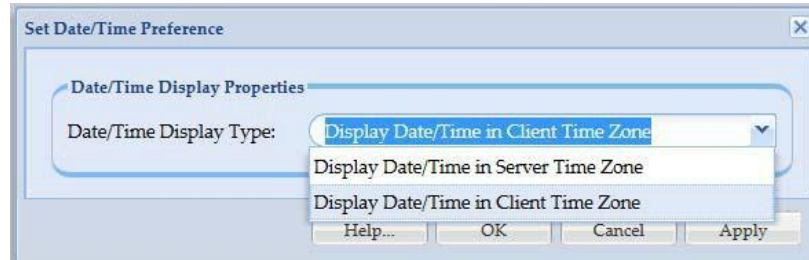 Set Date/Time Preference
Date/Time Display Properties
Date/Time Display Type: Display Date/Time in Client Time Zone
Display Date/Time in Server Time Zone
Display Date/Time in Client Time Zone
Help... OK Cancel Apply